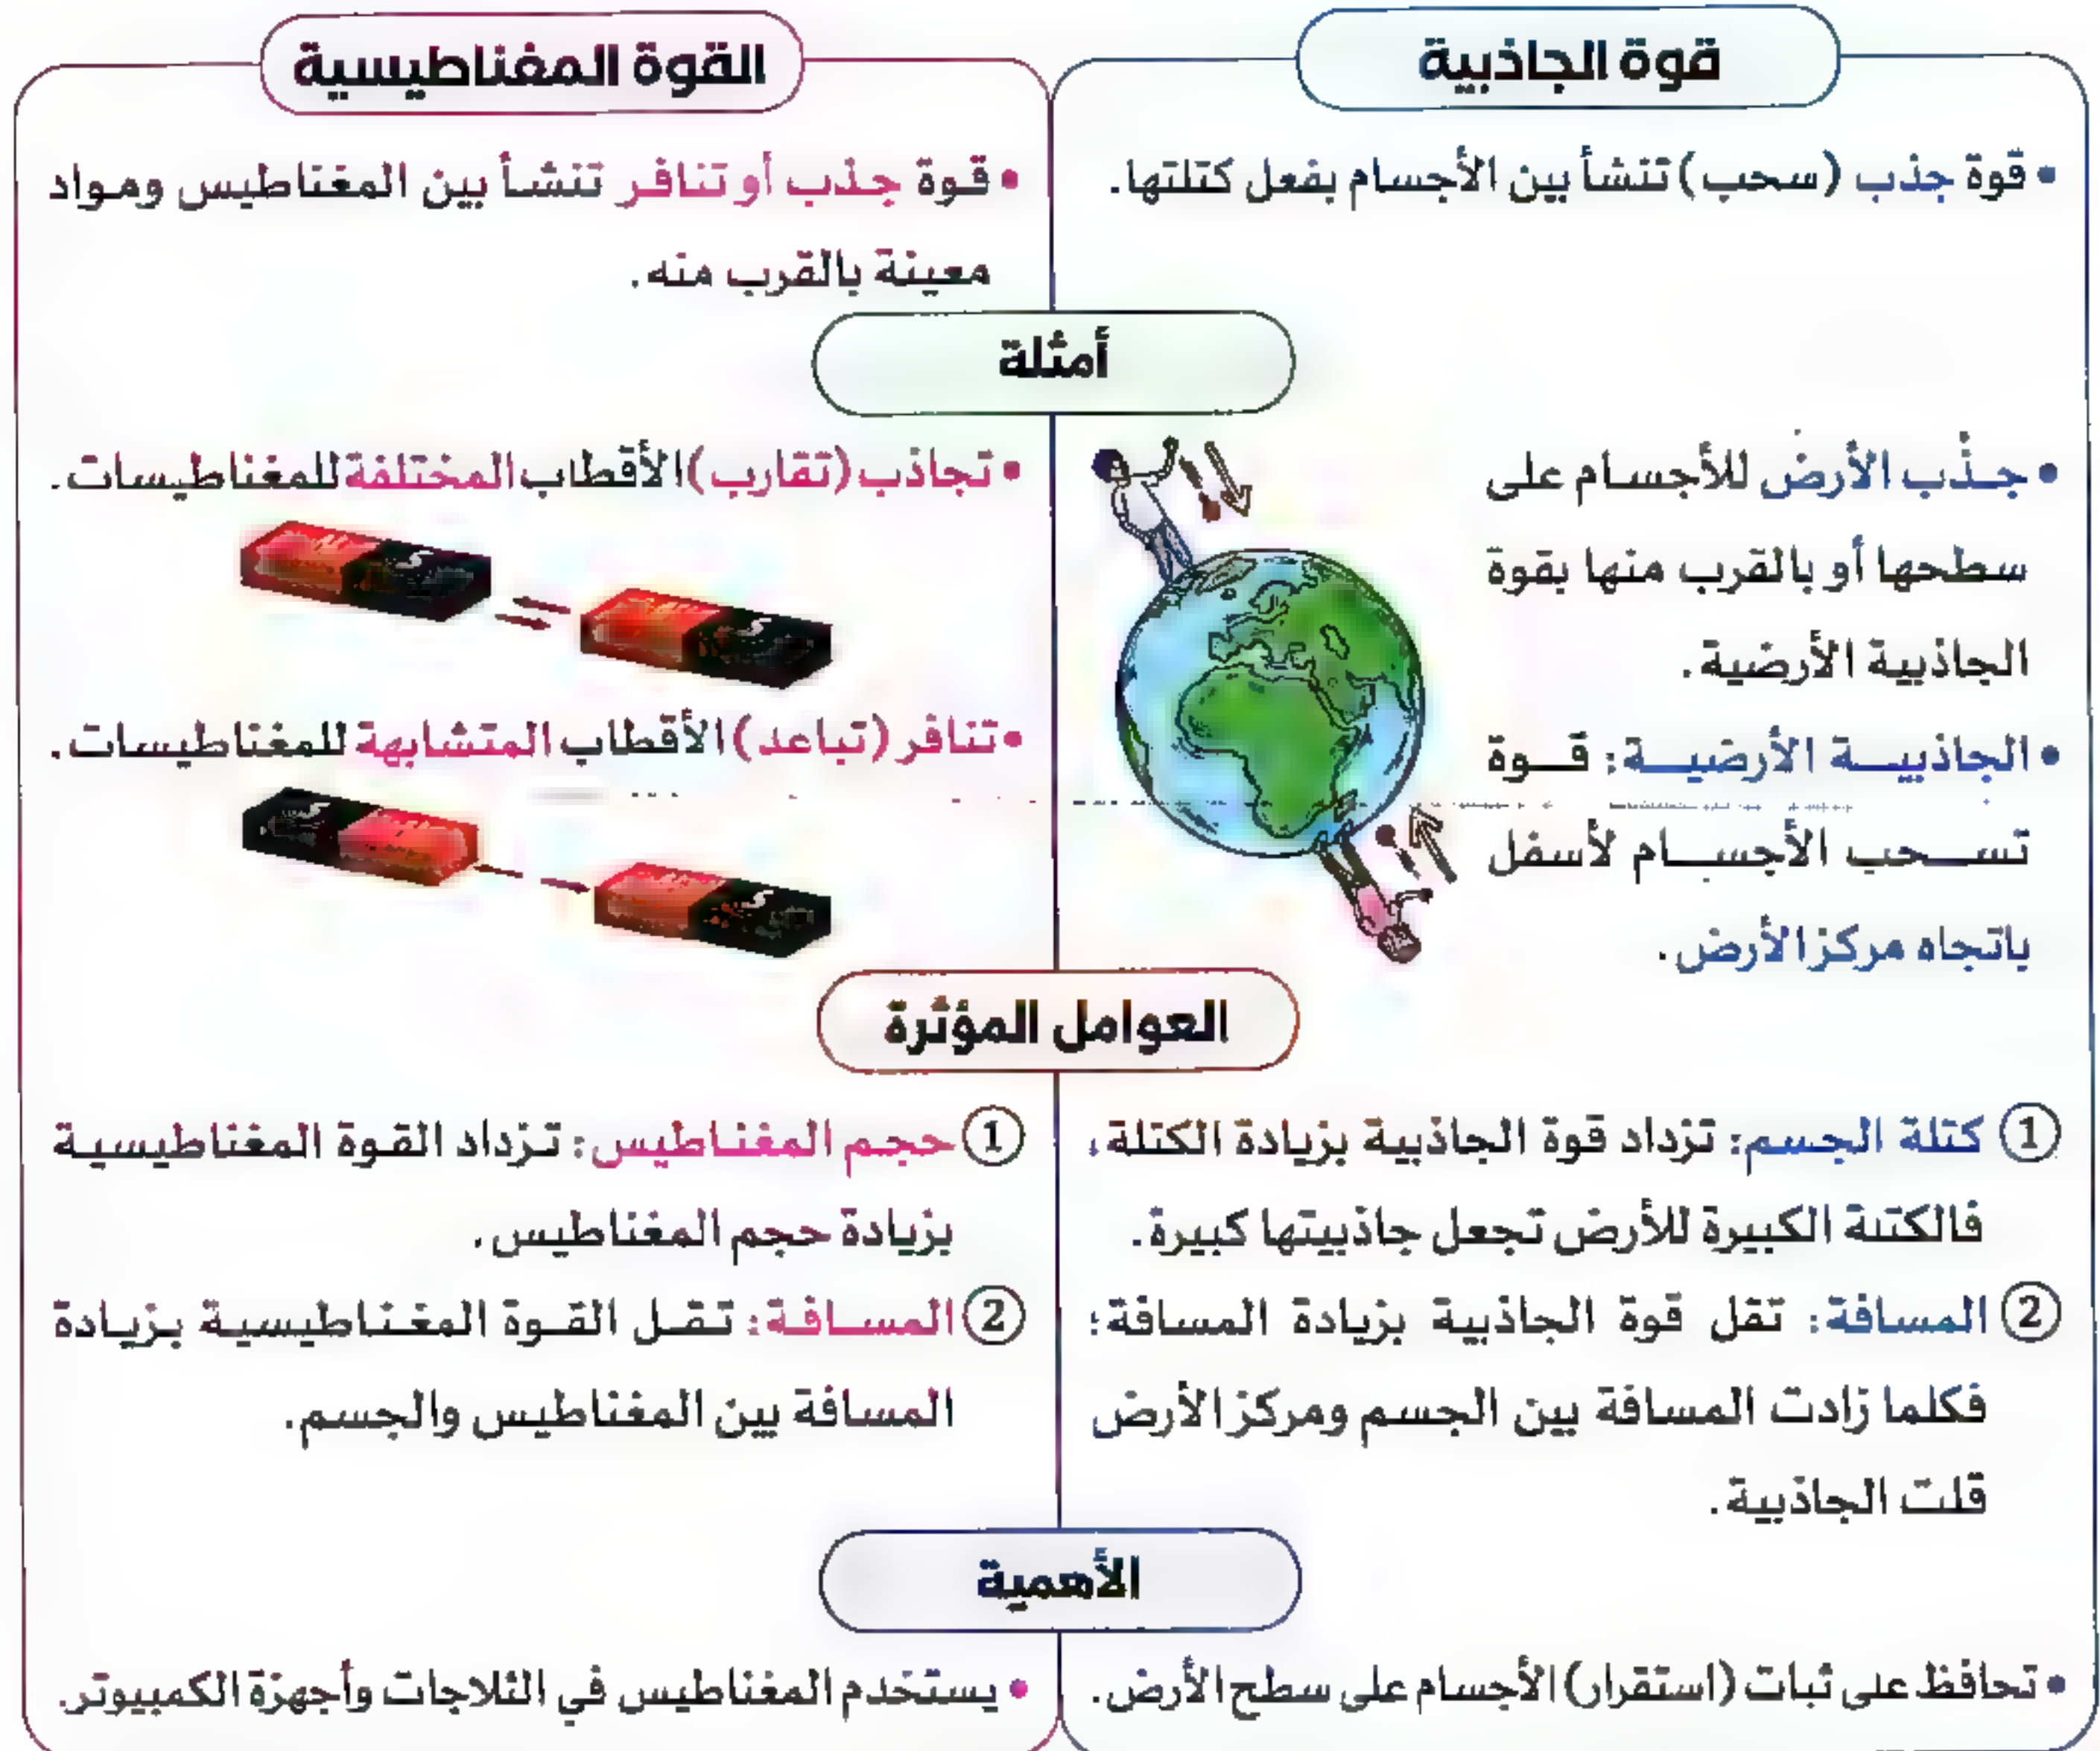 قوة الجاذبية
• قوة جذب (سحب) تنشأ بين الأجسام بفعل كتلتها.
القوة المغناطيسية
• قوة جذب أو تنافر تنشأ بين المغناطيس ومواد
معينة بالقرب منه.
أمثلة
• جذب الأرض للأجسام على
سطحها أو بالقرب منها بقوة
الجاذبية الأرضية.
• الجاذبية الأرضية: قوة
تسحب الأجسام لأسفل
باتجاه مركز الأرض.
• تجاذب (تقارب) الأقطاب المختلفة للمغناطيسات.
S
S
• تنافر (تباعد) الأقطاب المتشابهة للمغناطيسات.
S
S
العوامل المؤثرة
1 كتلة الجسم: تزداد قوة الجاذبية بزيادة الكتلة،
فالكتلة الكبيرة للأرض تجعل جاذبيتها كبيرة.
2 المسافة: تقل قوة الجاذبية بزيادة المسافة؛
فكلما زادت المسافة بين الجسم ومركز الأرض
قلت الجاذبية.
1 حجم المغناطيس: تزداد القوة المغناطيسية
بزيادة حجم المغناطيس.
2 المسافة: تقل القوة المغناطيسية بزيادة
المسافة بين المغناطيس والجسم.
الأهمية
• تحافظ على ثبات (استقرار) الأجسام على سطح الأرض.
• يستخدم المغناطيس في الثلاجات وأجهزة الكمبيوتر.